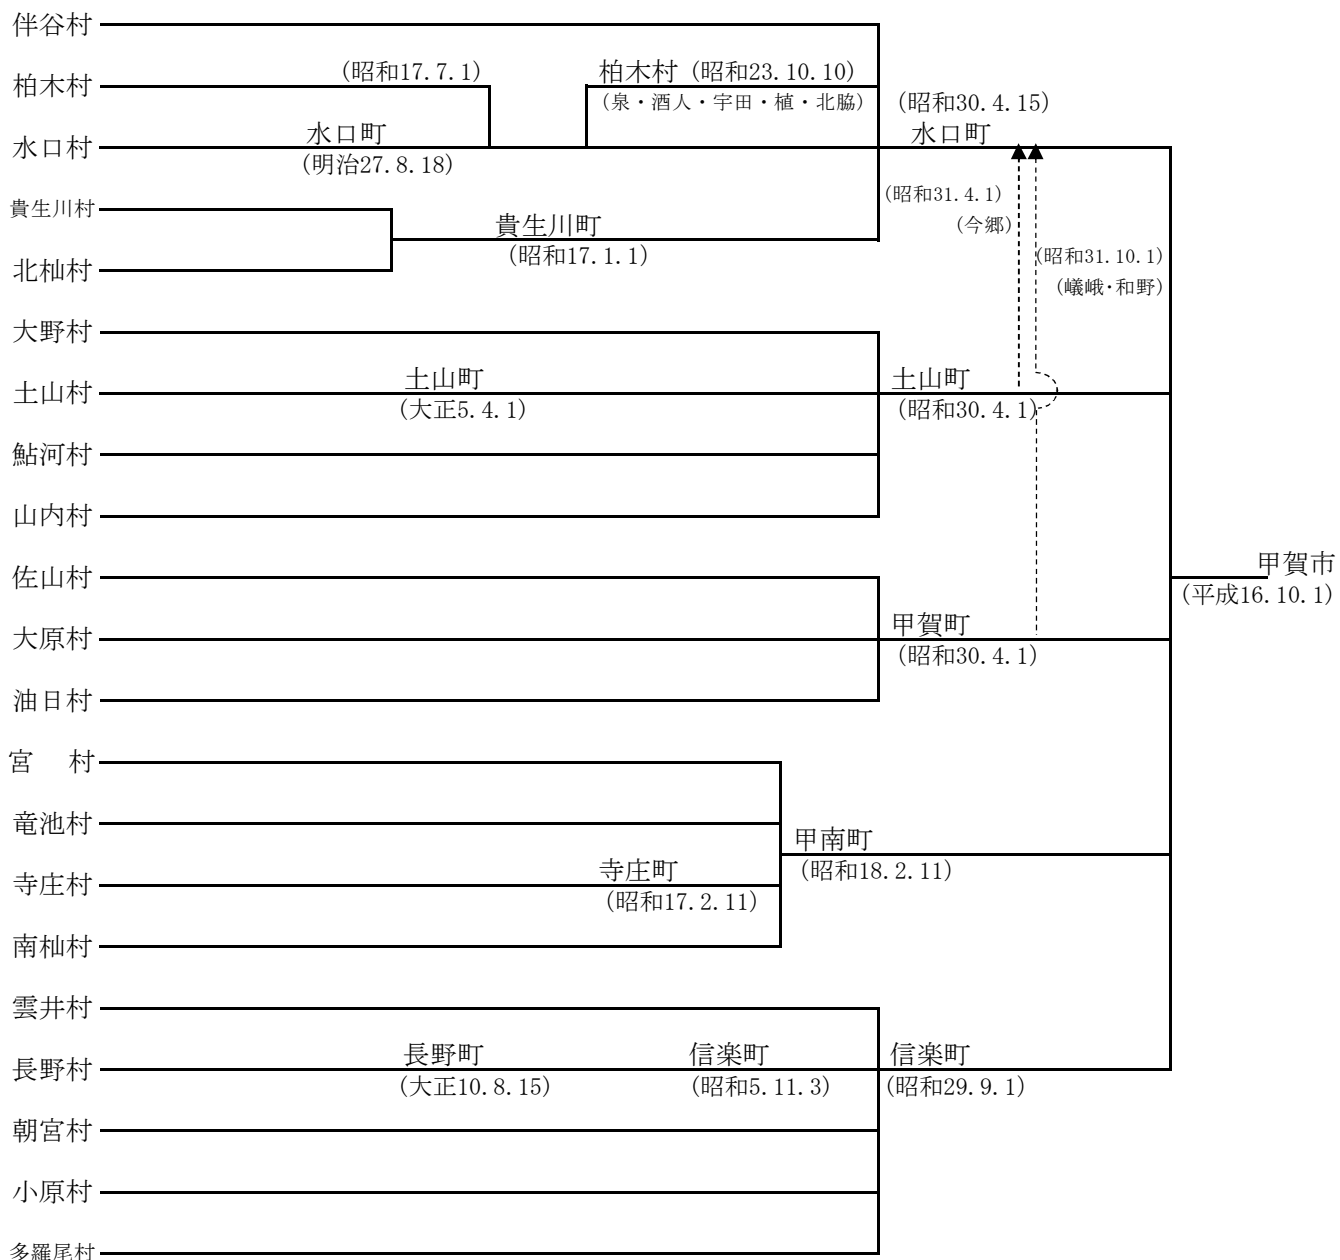 伴谷村
柏木村
(昭和17.7.1)
柏木村 (昭和23.10.10)
(泉・酒人・宇田・植・北脇)
(昭和30.4.15)
水口村
水口町
(明治27.8.18)
水口町
貴生川村
貴生川町
(昭和17.1.1)
(昭和31.4.1)
(今郷)
(昭和31.10.1)
(嶬峨・和野)
北杣村
大野村
土山村
土山町
(大正5.4.1)
土山町
(昭和30.4.1)
鮎河村
山内村
佐山村
甲賀市
(平成16.10.1)
大原村
甲賀町
(昭和30.4.1)
油日村
宮 村
竜池村
甲南町
(昭和18.2.11)
寺庄村
寺庄町
(昭和17.2.11)
南杣村
雲井村
長野村
長野町
(大正10.8.15)
信楽町
(昭和5.11.3)
信楽町
(昭和29.9.1)
朝宮村
小原村
多羅尾村